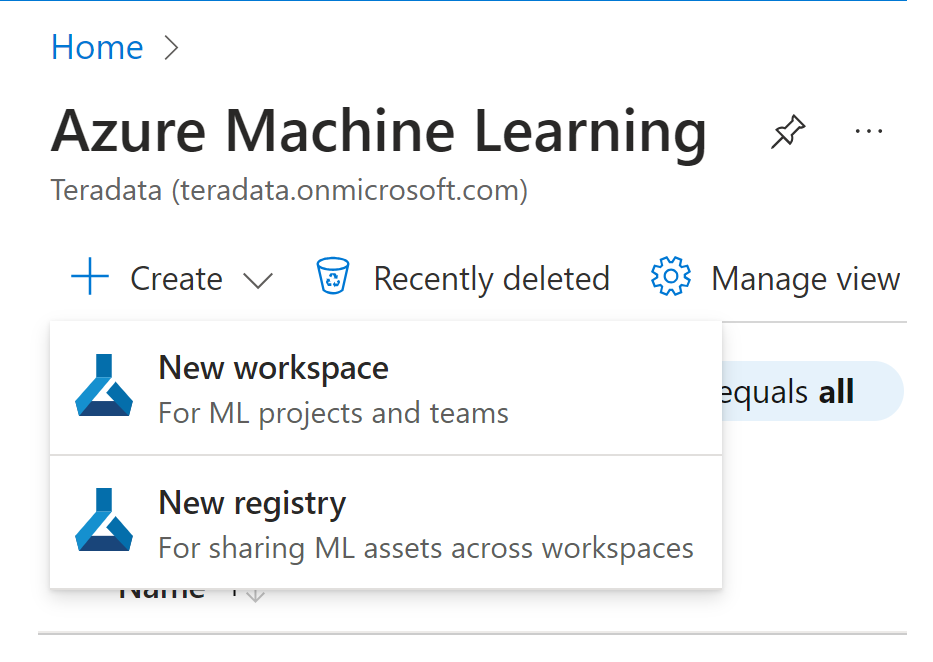 Home
Azure Machine Learning
Teradata (teradata.onmicrosoft.com)
Create Recently deleted Manage view
New workspace
For ML projects and teams
equals all
New registry
For sharing ML assets across workspaces
Name